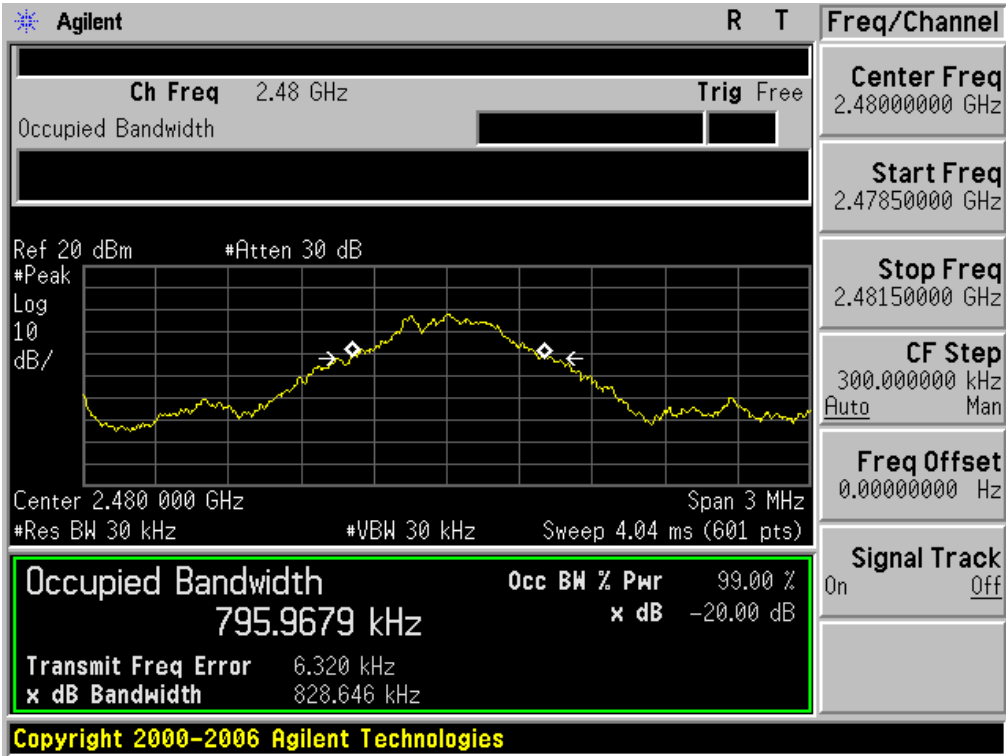 Agilent R T
Ch Freq 2.48 GHz Trig Free
Occupied Bandwidth
Ref 20 dBm #Atten 30 dB
#Peak
Log
10
dB/
Center 2.480 000 GHz Span 3 MHz
#Res BW 30 kHz #VBW 30 kHz Sweep 4.04 ms (601 pts)
Occupied Bandwidth Occ BW % Pwr 99.00 %
795.9679 kHz x dB -20.00 dB
Transmit Freq Error 6.320 kHz
x dB Bandwidth 828.646 kHz
Copyright 2000-2006 Agilent Technologies
Freq/Channel
Center Freq
2.48000000 GHz
Start Freq
2.47850000 GHz
Stop Freq
2.48150000 GHz
CF Step
300.000000 kHz
Auto Man
Freq Offset
0.00000000 Hz
Signal Track
On Off